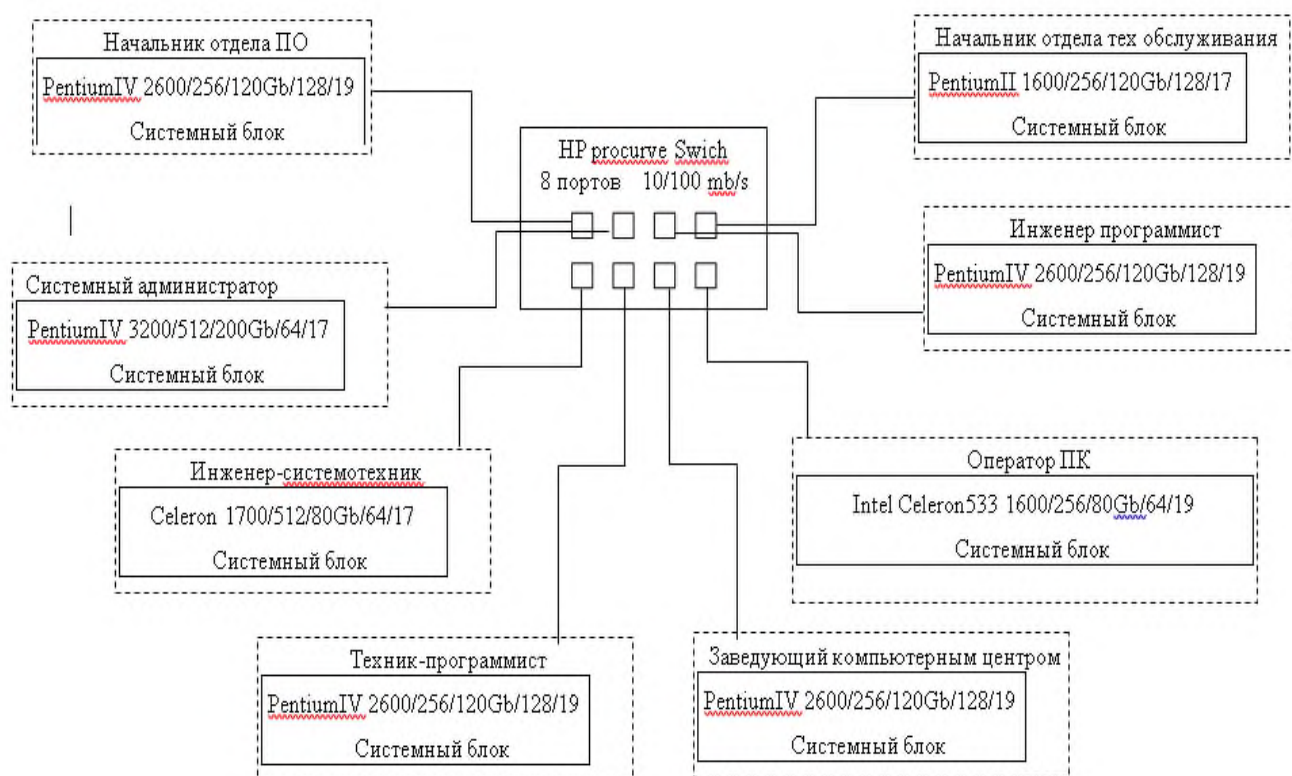 Начальник отдела ПО
PentiumIV 2600/256/120Gb/128/19
Системный блок
Начальник отдела тех обслуживания
PentiumII 1600/256/120Gb/128/17
Системный блок
HP procurve Swich
8 портов 10/100 mb/s
Системный администратор
PentiumIV 3200/512/200Gb/64/17
Системный блок
Инженер программист
PentiumIV 2600/256/120Gb/128/19
Системный блок
Инженер-системотехник
Celeron 1700/512/80Gb/64/17
Системный блок
Оператор ПК
Intel Celeron533 1600/256/80Gb/64/19
Системный блок
Техник-программист
PentiumIV 2600/256/120Gb/128/19
Системный блок
Заведующий компьютерным центром
PentiumIV 2600/256/120Gb/128/19
Системный блок